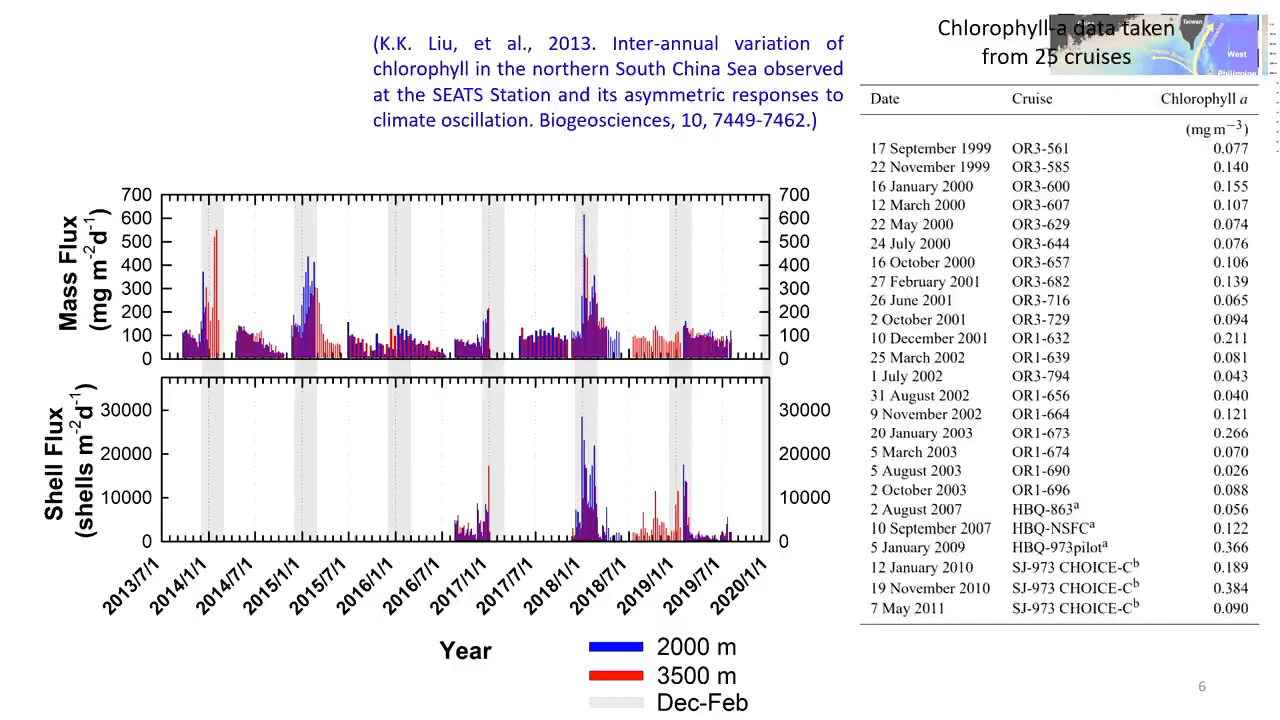 (K.K. Liu, et al., 2013. Inter-annual variation of
chlorophyll in the northern South China Sea observed
at the SEATS Station and its asymmetric responses to
climate oscillation. Biogeosciences, 10, 7449-7462.)
Chlorophyll-a data taken
from 25 cruises
Taiwan
West
Philippine
Date Cruise Chlorophyll a
(mg m−3)
17 September 1999 OR3-561 0.077
22 November 1999 OR3-585 0.140
16 January 2000 OR3-600 0.155
12 March 2000 OR3-607 0.107
22 May 2000 OR3-629 0.074
24 July 2000 OR3-644 0.076
16 October 2000 OR3-657 0.106
27 February 2001 OR3-682 0.139
26 June 2001 OR3-716 0.065
2 October 2001 OR3-729 0.094
10 December 2001 OR1-632 0.211
25 March 2002 OR1-639 0.081
1 July 2002 OR3-794 0.043
31 August 2002 OR1-656 0.040
9 November 2002 OR1-664 0.121
20 January 2003 OR1-673 0.266
5 March 2003 OR1-674 0.070
5 August 2003 OR1-690 0.026
2 October 2003 OR1-696 0.088
2 August 2007 HBQ-863a 0.056
10 September 2007 HBQ-NSFCa 0.122
5 January 2009 HBQ-973pilota 0.366
12 January 2010 SJ-973 CHOICE-Cb 0.189
19 November 2010 SJ-973 CHOICE-Cb 0.384
7 May 2011 SJ-973 CHOICE-Cb 0.090
Mass Flux
(mg m-2d-1)
700 700
600 600
500 500
400 400
300 300
200 200
100 100
0 0
Shell Flux
(shells m-2d-1)
30000 30000
20000 20000
10000 10000
0 0
2013/7/1 2014/1/1 2014/7/1 2015/1/1 2015/7/1 2016/1/1 2016/7/1 2017/1/1 2017/7/1 2018/1/1 2018/7/1 2019/1/1 2019/7/1 2020/1/1
Year
2000 m
3500 m
Dec-Feb
6